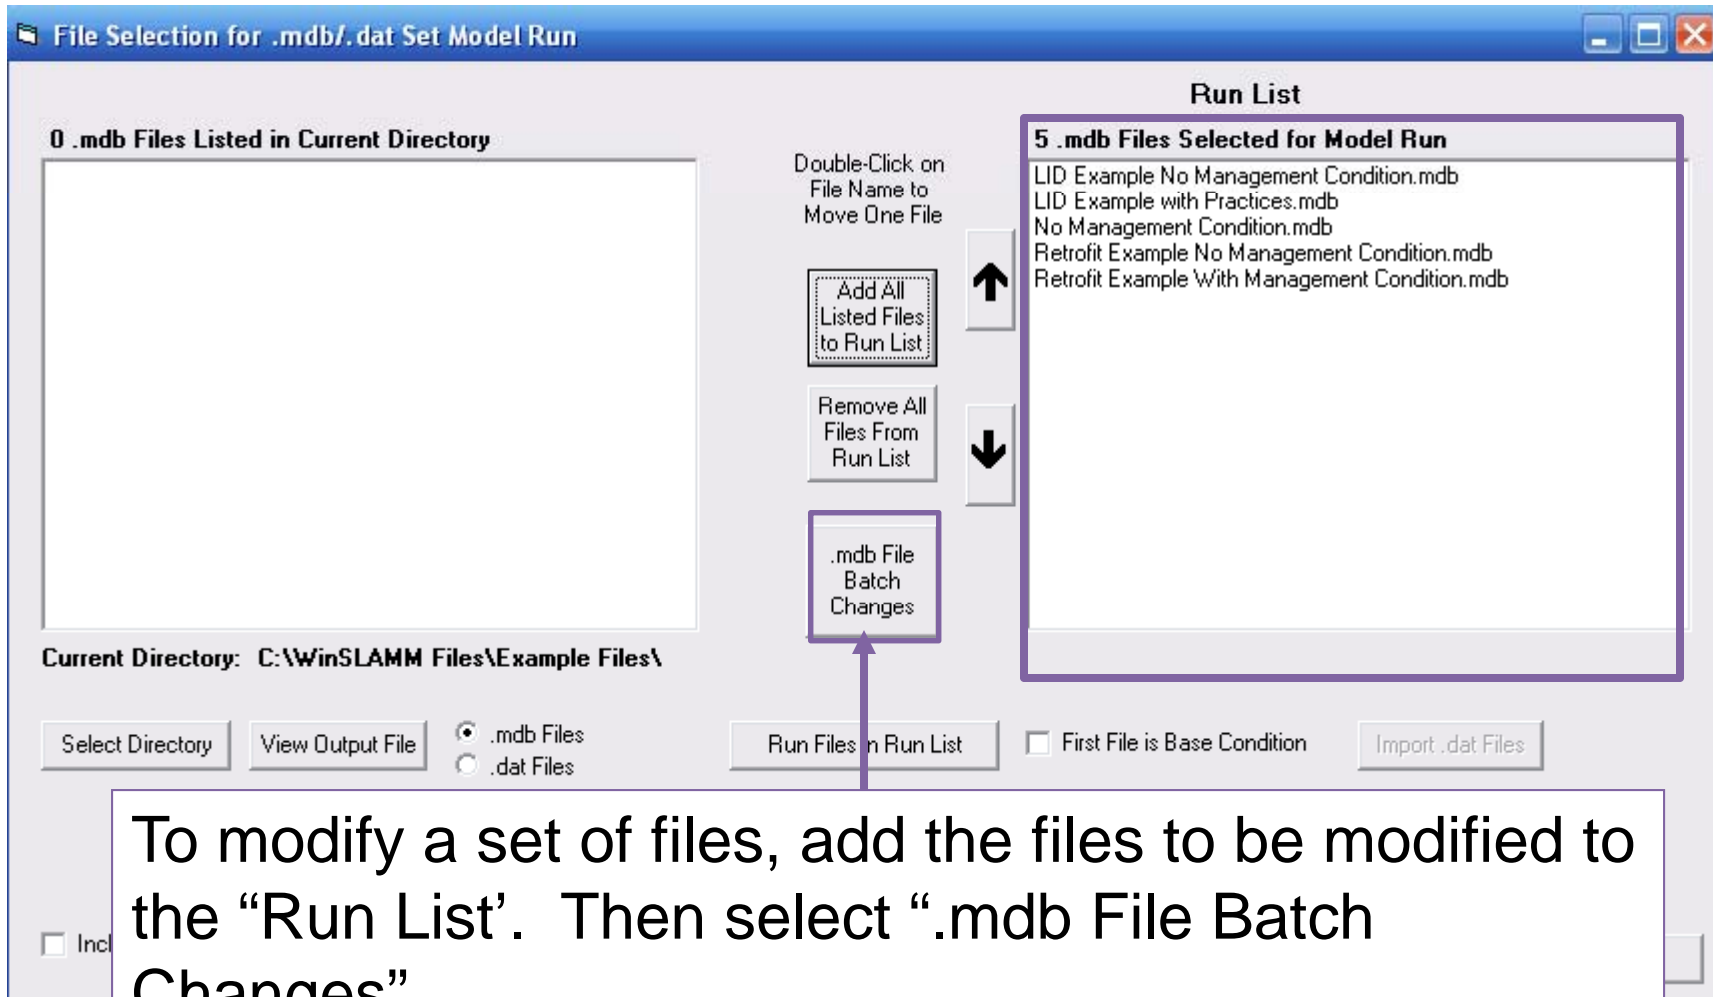 File Selection for .mdb/.dat Set Model Run
Run List
0 .mdb Files Listed in Current Directory
Double-Click on
File Name to
Move One File
5 .mdb Files Selected for Model Run
LID Example No Management Condition.mdb
LID Example with Practices.mdb
No Management Condition.mdb
Retrofit Example No Management Condition.mdb
Retrofit Example With Management Condition.mdb
Add All
Listed Files
to Run List
Remove All
Files From
Run List
.mdb File
Batch
Changes
Current Directory: C:\WinSLAMM Files\Example Files\
Select Directory
View Output File
.mdb Files
.dat Files
Run Files in Run List
First File is Base Condition
Import .dat Files
To modify a set of files, add the files to be modified to
the “Run List’. Then select “.mdb File Batch
Changes”